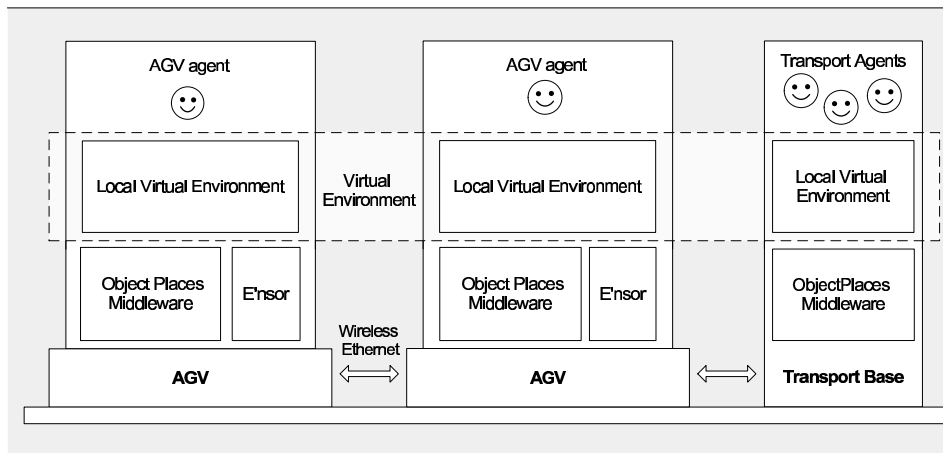 AGV agent
AGV agent
Transport Agents
Local Virtual Environment
Virtual
Environment
Local Virtual Environment
Local Virtual
Environment
Object Places
Middleware
E'nsor
Object Places
Middleware
E'nsor
ObjectPlaces
Middleware
Wireless
Ethernet
AGV
AGV
Transport Base